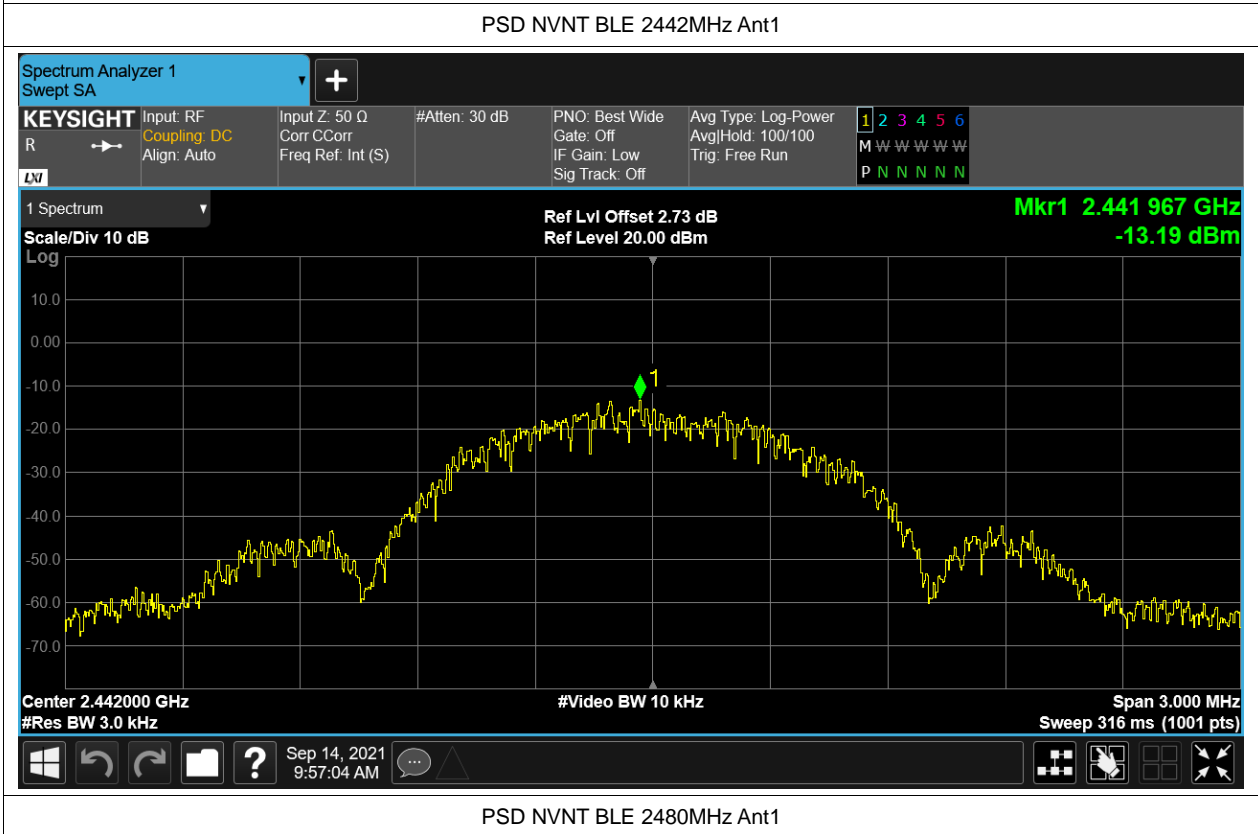 PSD NVNT BLE 2442MHz Ant1
Spectrum Analyzer 1
Swept SA
KEYSIGHT
R
LXI
Input: RF
Coupling: DC
Align: Auto
Input Z: 50 Ω
Corr CCorr
Freq Ref: Int (S)
#Atten: 30 dB
PNO: Best Wide
Gate: Off
IF Gain: Low
Sig Track: Off
Avg Type: Log-Power
Avg|Hold: 100/100
Trig: Free Run
1 2 3 4 5 6
M W W W W W
P N N N N N
1 Spectrum
Scale/Div 10 dB
Ref Lvl Offset 2.73 dB
Ref Level 20.00 dBm
Mkr1 2.441 967 GHz
-13.19 dBm
Log
10.0
0.00
-10.0
-20.0
-30.0
-40.0
-50.0
-60.0
-70.0
1
Center 2.442000 GHz
#Res BW 3.0 kHz
#Video BW 10 kHz
Span 3.000 MHz
Sweep 316 ms (1001 pts)
?
Sep 14, 2021
9:57:04 AM
PSD NVNT BLE 2480MHz Ant1